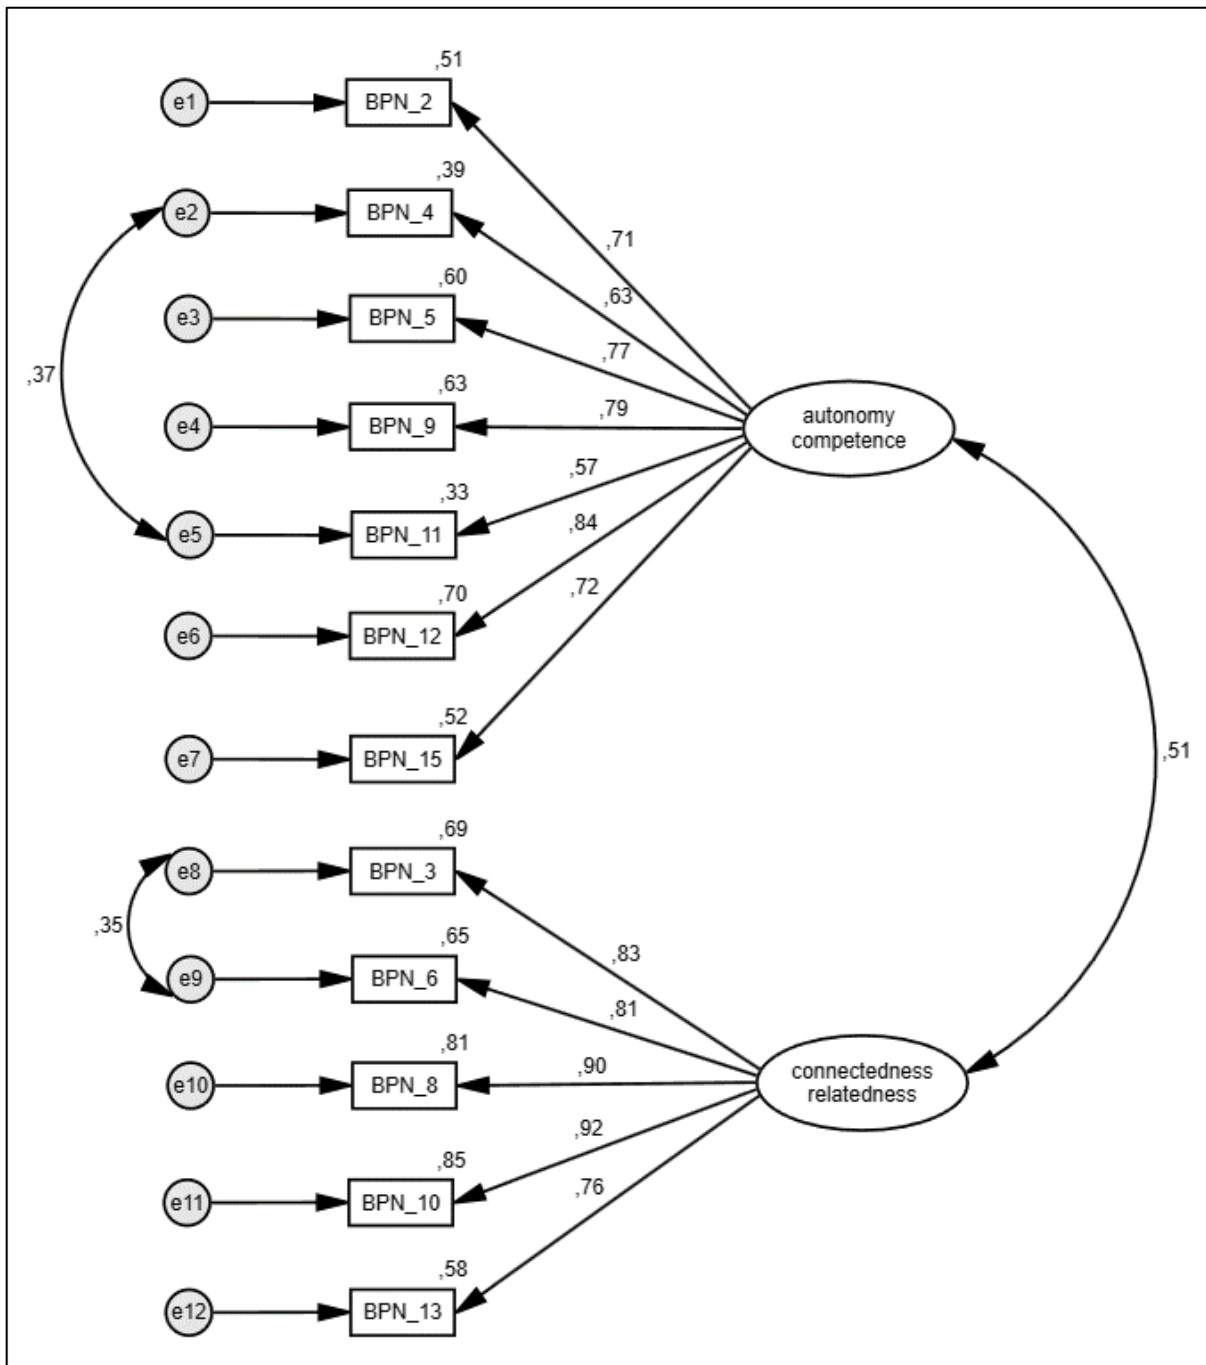 ,51
e1
BPN_2
,39
e2
BPN_4
,71
,60
,63
e3
BPN_5
,77
,37
,63
e4
BPN_9
,79
autonomy
competence
,33
,57
e5
BPN_11
,84
,70
,72
e6
BPN_12
,52
e7
BPN_15
,51
,69
e8
BPN_3
,35
,65
,83
e9
BPN_6
,81
,81
e10
BPN_8
,90
connectedness
relatedness
,85
,92
e11
BPN_10
,76
,58
e12
BPN_13